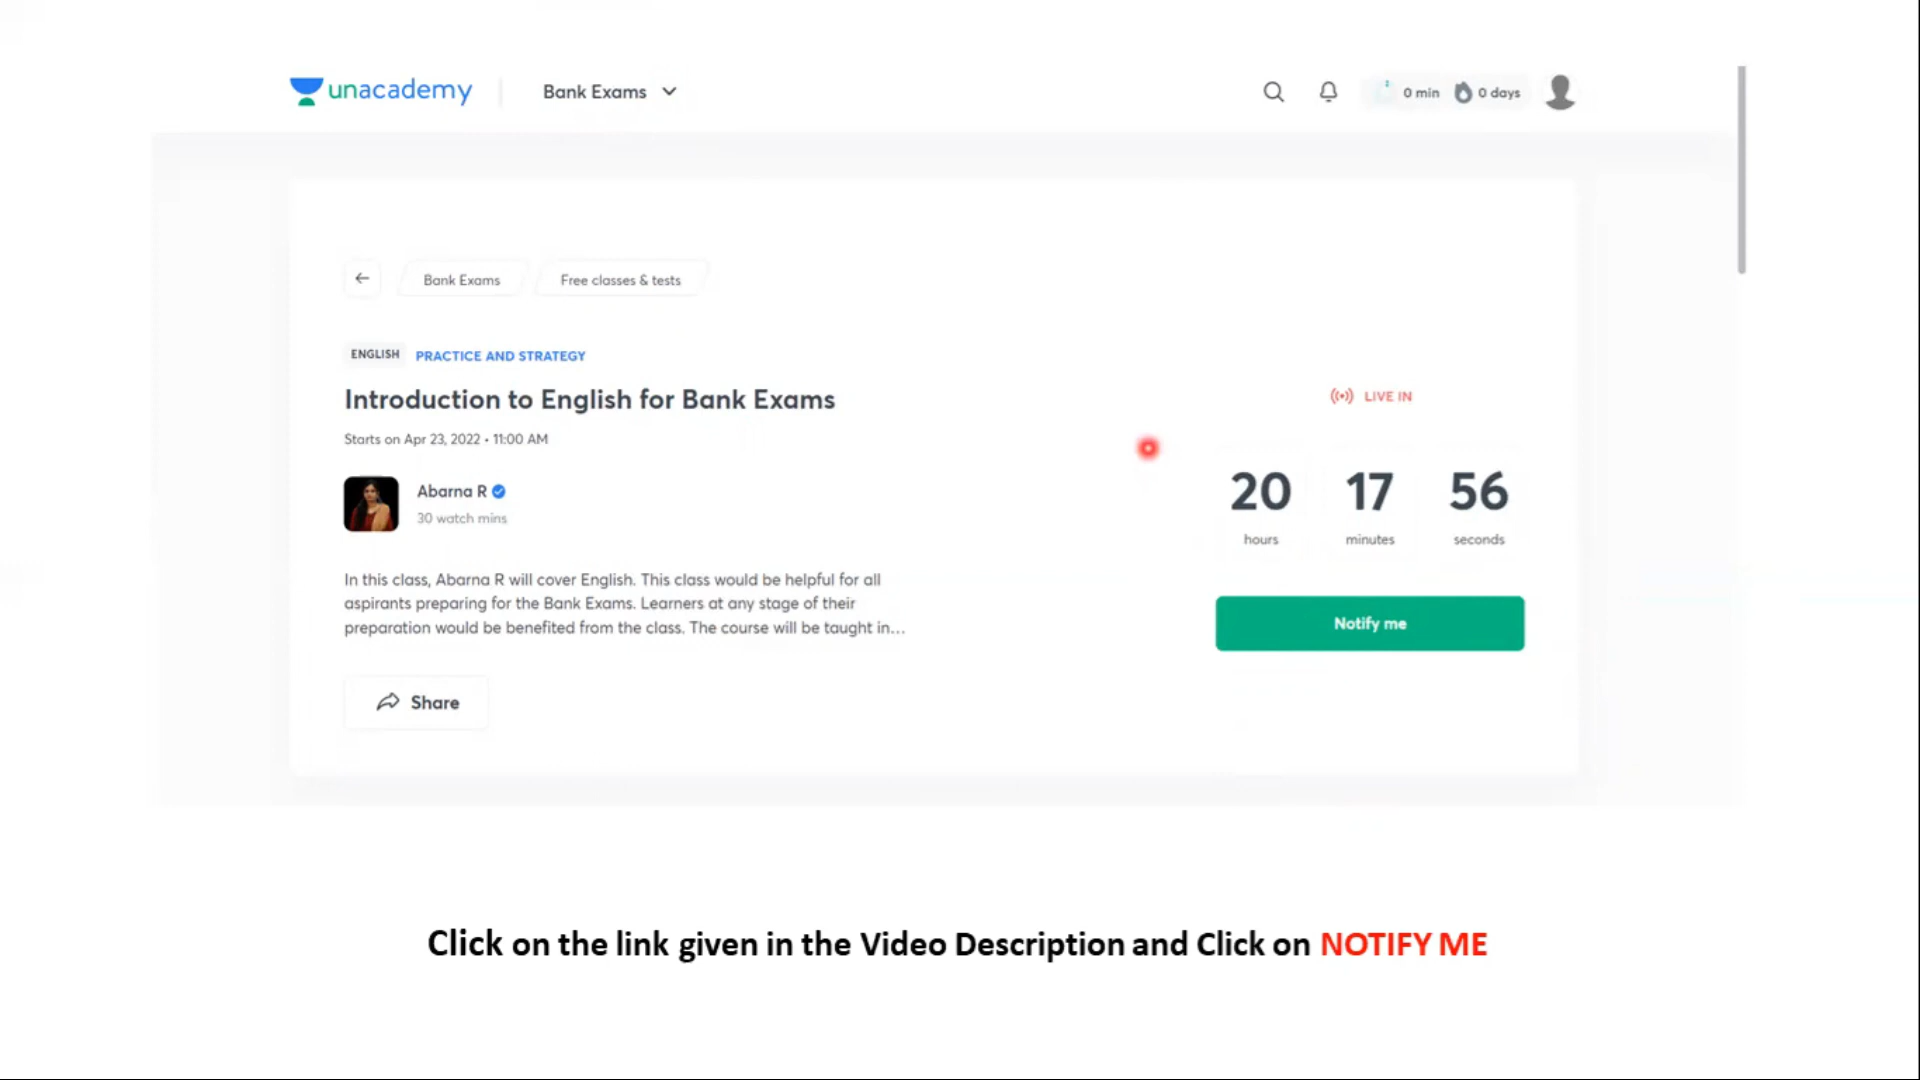 unacademy
Bank Exams
0 min
0 days
Bank Exams
Free classes & tests
ENGLISH
PRACTICE AND STRATEGY
Introduction to English for Bank Exams
Starts on Apr 23, 2022 • 11:00 AM
Abarna R
30 watch mins
In this class, Abarna R will cover English. This class would be helpful for all
aspirants preparing for the Bank Exams. Learners at any stage of their
preparation would be benefited from the class. The course will be taught in...
Share
LIVE IN
20 17 56
hours minutes seconds
Notify me
Click on the link given in the Video Description and Click on NOTIFY ME